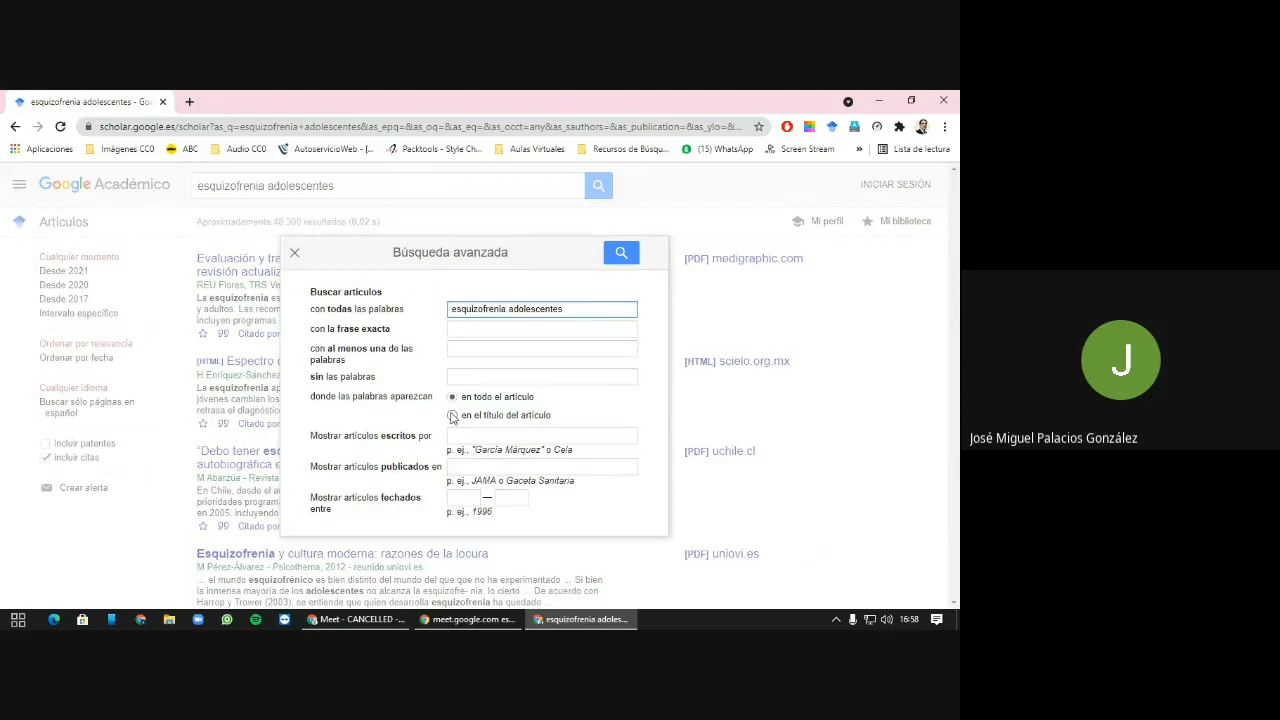 esquizofrenia adolescentes - Go
scholar.google.es/scholar?as_q=esquizofrenia+adolescentes&as_epq=&as_oq=&as_eq=&as_occt=any&as_sauthors=&as_publication=&as_ylo=&...
Aplicaciones Imágenes CC0 ABC Audio CC0 AutoservicioWeb - [... Packtools - Style Ch... Aulas Virtuales Recursos de Búsqu... (15) WhatsApp Screen Stream » Lista de lectura
Google Académico esquizofrenia adolescentes INICIAR SESIÓN
Artículos Aproximadamente 40.300 resultados (0,02 s) Mi perfil Mi biblioteca
Cualquier momento
Desde 2021
Desde 2020
Desde 2017
Intervalo específico...
Ordenar por relevancia
Ordenar por fecha
Cualquier idioma
Buscar sólo páginas en
español
Incluir patentes
Incluir citas
Crear alerta
Evaluación y tra
revisión actualiz
REU Flores, TRS Ve
La esquizofrenia e
y adultos. Las recom
incluyen programas
Citado por
[HTML] Espectro d
H Enríquez-Sánchez
La esquizofrenia ap
jóvenes cambian los
retrasa el diagnóstic
"Debo tener esq
autobiográfica e
M Abarzúa - Revista
En Chile, desde el a
prioridades program
en 2005, incluyendo
Citado por
Esquizofrenia y cultura moderna: razones de la locura
M Pérez-Álvarez - Psicothema, 2012 - reunido.uniovi.es
... el mundo esquizofrénico es bien distinto del mundo del que que no ha experimentado ... Si bien
la inmensa mayoría de los adolescentes no alcanza la esquizofre- nia, lo cierto ... De acuerdo con
Harrop y Trower (2003), se entiende que quien desarrolla esquizofrenia ha quedado ...
[PDF] medigraphic.com
[HTML] scielo.org.mx
[PDF] uchile.cl
[PDF] uniovi.es
Búsqueda avanzada
Buscar artículos
con todas las palabras esquizofrenia adolescentes
con la frase exacta
con al menos una de las
palabras
sin las palabras
donde las palabras aparezcan en todo el artículo
en el título del artículo
Mostrar artículos escritos por
p. ej., "García Márquez" o Cela
Mostrar artículos publicados en
p. ej., JAMA o Gaceta Sanitaria
Mostrar artículos fechados
entre
—
p. ej., 1996
Meet - CANCELLED -... meet.google.com es... esquizofrenia adoles... 16:58
J
José Miguel Palacios González